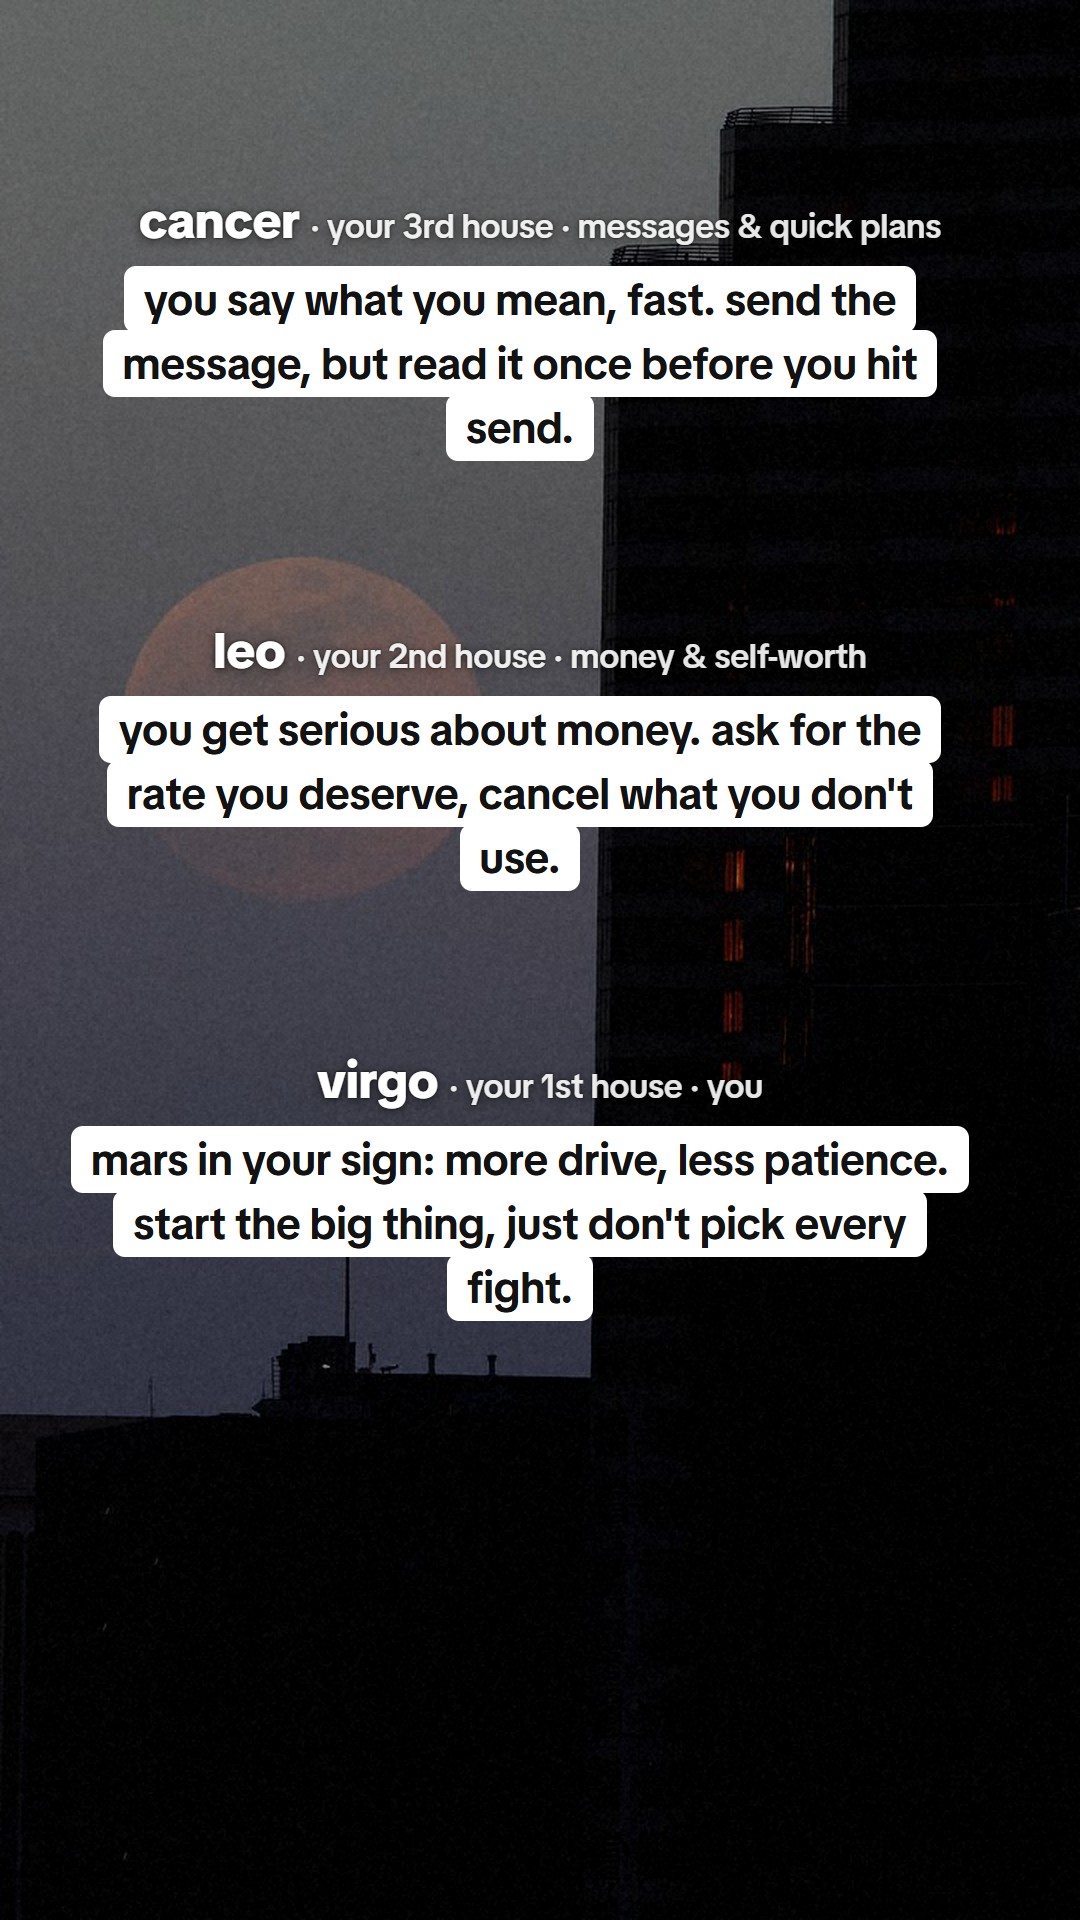 cancer · your 3rd house · messages & quick plans
you say what you mean, fast. send the
message, but read it once before you hit
send.
leo · your 2nd house · money & self-worth
you get serious about money. ask for the
rate you deserve, cancel what you don't
use.
virgo · your 1st house · you
mars in your sign: more drive, less patience.
start the big thing, just don't pick every
fight.